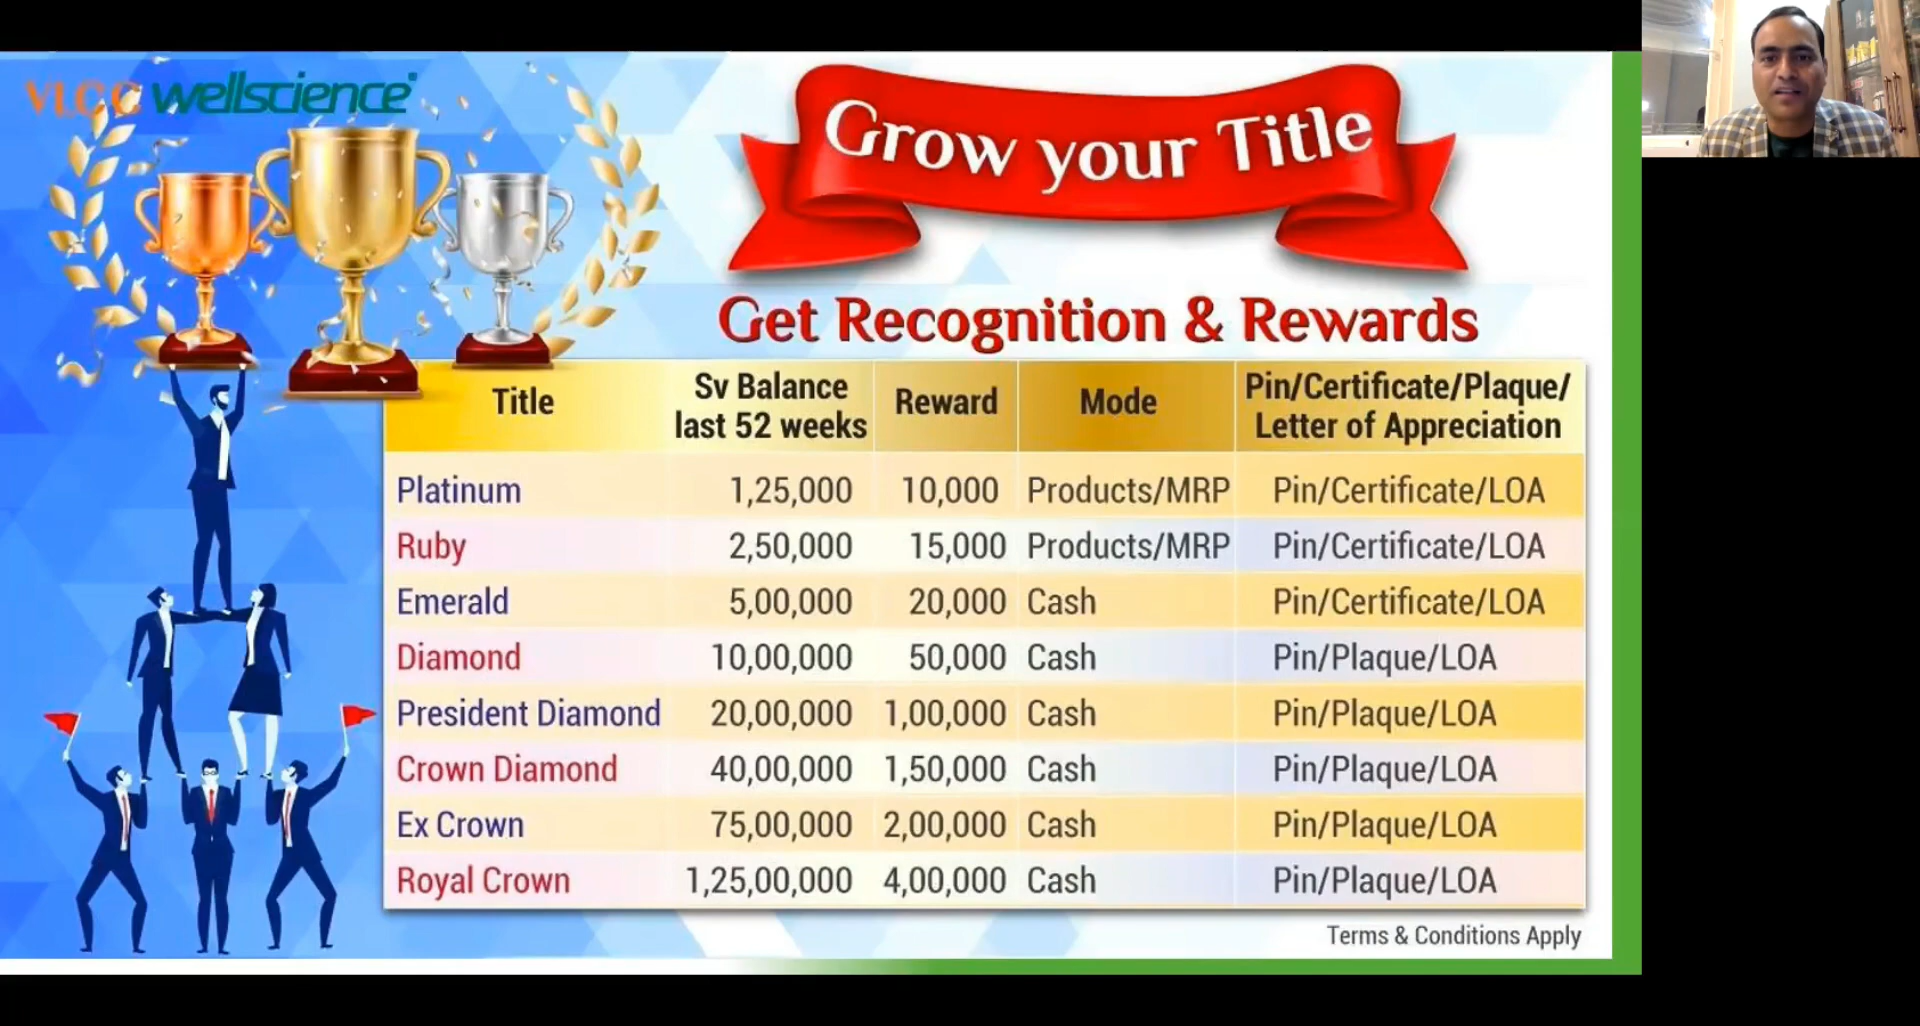 VLCC wellscience
Grow your Title
Get Recognition & Rewards
Title Sv Balance last 52 weeks Reward Mode Pin/Certificate/Plaque/ Letter of Appreciation
Platinum 1,25,000 10,000 Products/MRP Pin/Certificate/LOA
Ruby 2,50,000 15,000 Products/MRP Pin/Certificate/LOA
Emerald 5,00,000 20,000 Cash Pin/Certificate/LOA
Diamond 10,00,000 50,000 Cash Pin/Plaque/LOA
President Diamond 20,00,000 1,00,000 Cash Pin/Plaque/LOA
Crown Diamond 40,00,000 1,50,000 Cash Pin/Plaque/LOA
Ex Crown 75,00,000 2,00,000 Cash Pin/Plaque/LOA
Royal Crown 1,25,00,000 4,00,000 Cash Pin/Plaque/LOA
Terms & Conditions Apply